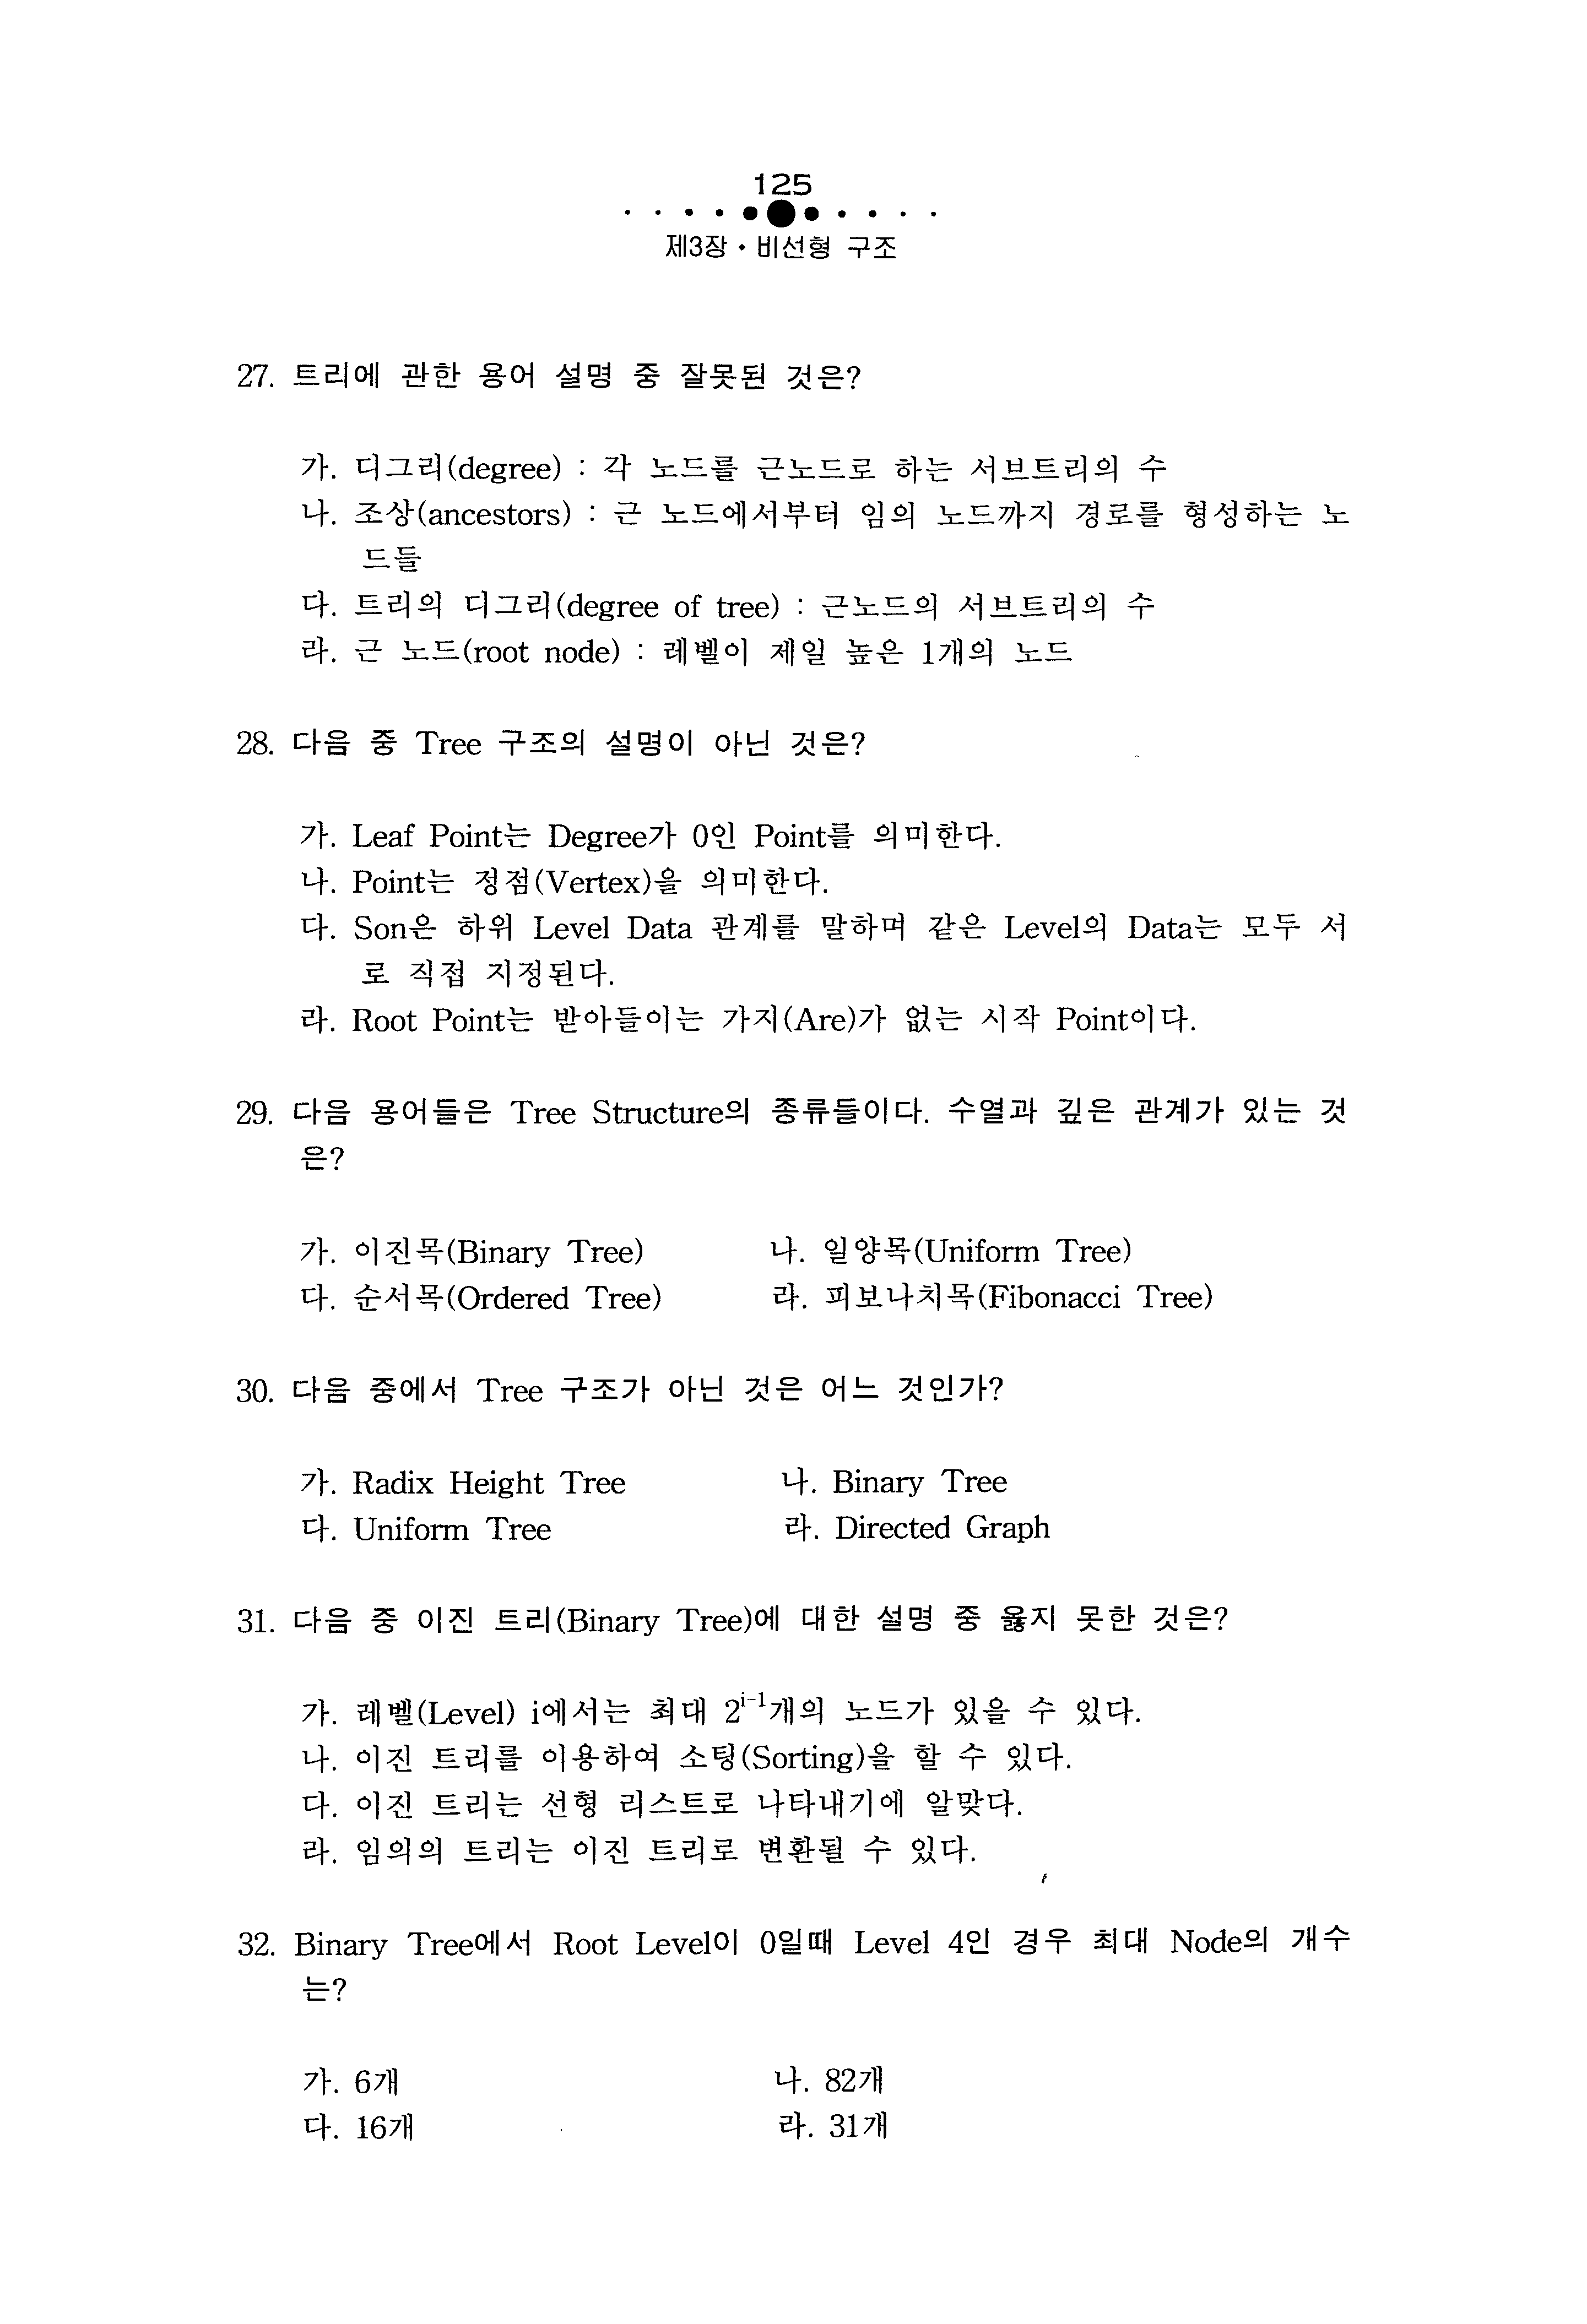 125
제3장 • 비선형 구조
27. 트리에 관한 용어 설명 중 잘못된 것은?
가. 디그리(degree) : 각 노드를 근노드로 하는 서브트리의 수
나. 조상(ancestors) : 근 노드에서부터 임의 노드까지 경로를 형성하는 노
드들
다. 트리의 디그리(degree of tree) : 근노드의 서브트리의 수
라. 근 노드(root node) : 레벨이 제일 높은 1개의 노드
28. 다음 중 Tree 구조의 설명이 아닌 것은?
가. Leaf Point는 Degree가 0인 Point를 의미한다.
나. Point는 정점(Vertex)을 의미한다.
다. Son은 하위 Level Data 관계를 말하며 같은 Level의 Data는 모두 서
로 직접 지정된다.
라. Root Point는 받아들이는 가지(Are)가 없는 시작 Point이다.
29. 다음 용어들은 Tree Structure의 종류들이다. 수열과 깊은 관계가 있는 것
은?
가. 이진목(Binary Tree) 나. 일양목(Uniform Tree)
다. 순서목(Ordered Tree) 라. 피보나치목(Fibonacci Tree)
30. 다음 중에서 Tree 구조가 아닌 것은 어느 것인가?
가. Radix Height Tree 나. Binary Tree
다. Uniform Tree 라. Directed Graph
31. 다음 중 이진 트리(Binary Tree)에 대한 설명 중 옳지 못한 것은?
가. 레벨(Level) i에서는 최대 2^{i-1}개의 노드가 있을 수 있다.
나. 이진 트리를 이용하여 소팅(Sorting)을 할 수 있다.
다. 이진 트리는 선형 리스트로 나타내기에 알맞다.
라. 임의의 트리는 이진 트리로 변환될 수 있다.
32. Binary Tree에서 Root Level이 0일때 Level 4인 경우 최대 Node의 개수
는?
가. 6개 나. 82개
다. 16개 라. 31개